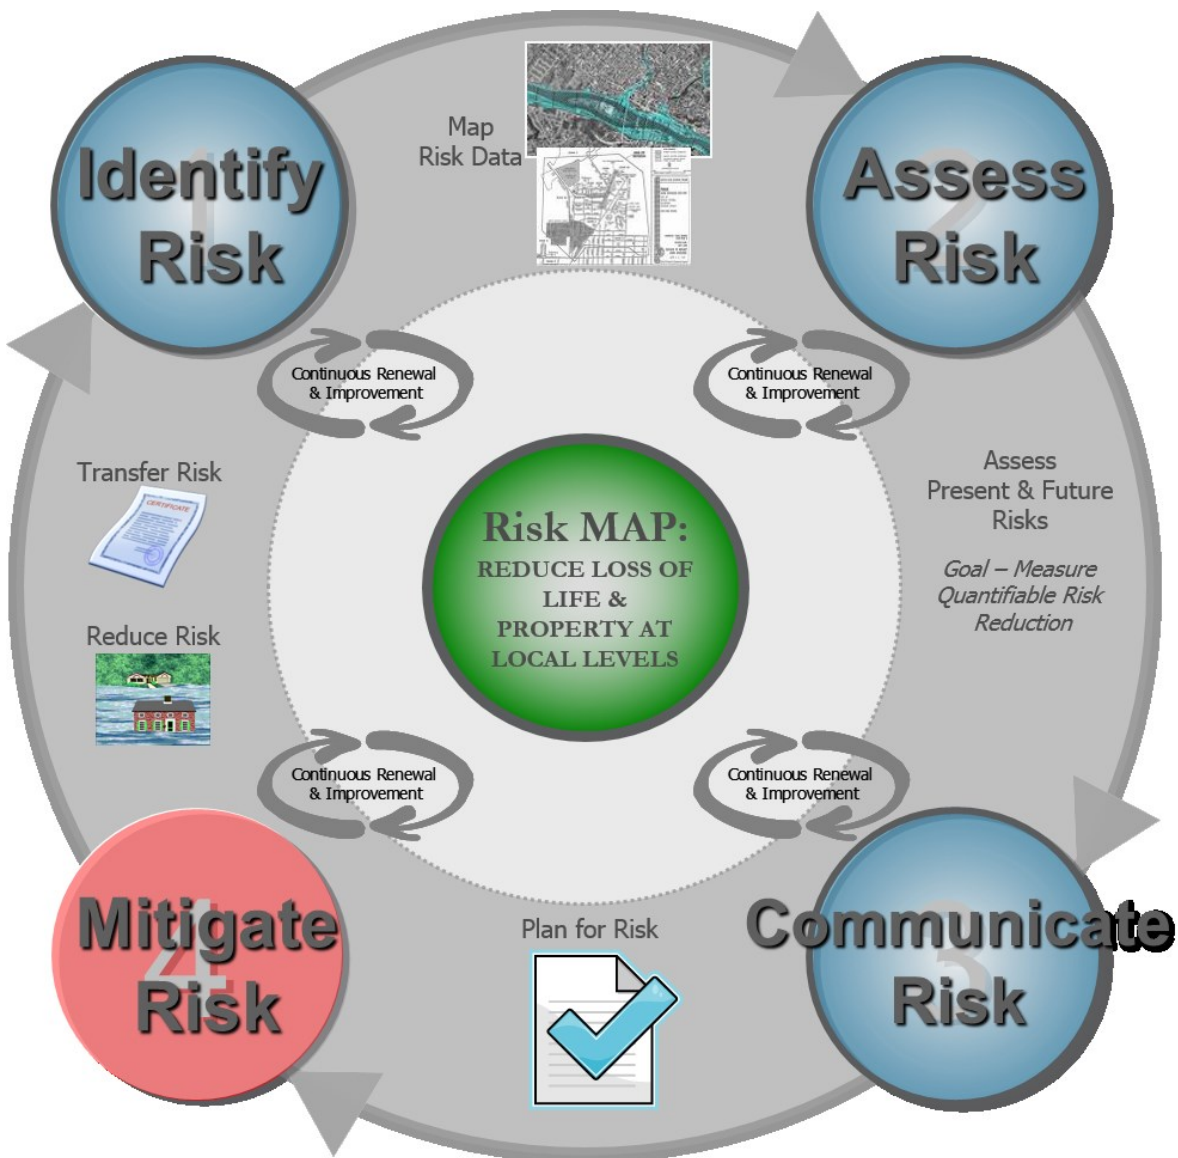 1
Identify
Risk
Map
Risk Data
2
Assess
Risk
Continuous Renewal
& Improvement
Continuous Renewal
& Improvement
Transfer Risk
CERTIFICATE
Reduce Risk
Risk MAP:
REDUCE LOSS OF
LIFE &
PROPERTY AT
LOCAL LEVELS
Assess
Present & Future
Risks
Goal – Measure
Quantifiable Risk
Reduction
Continuous Renewal
& Improvement
Continuous Renewal
& Improvement
4
Mitigate
Risk
Plan for Risk
3
Communicate
Risk